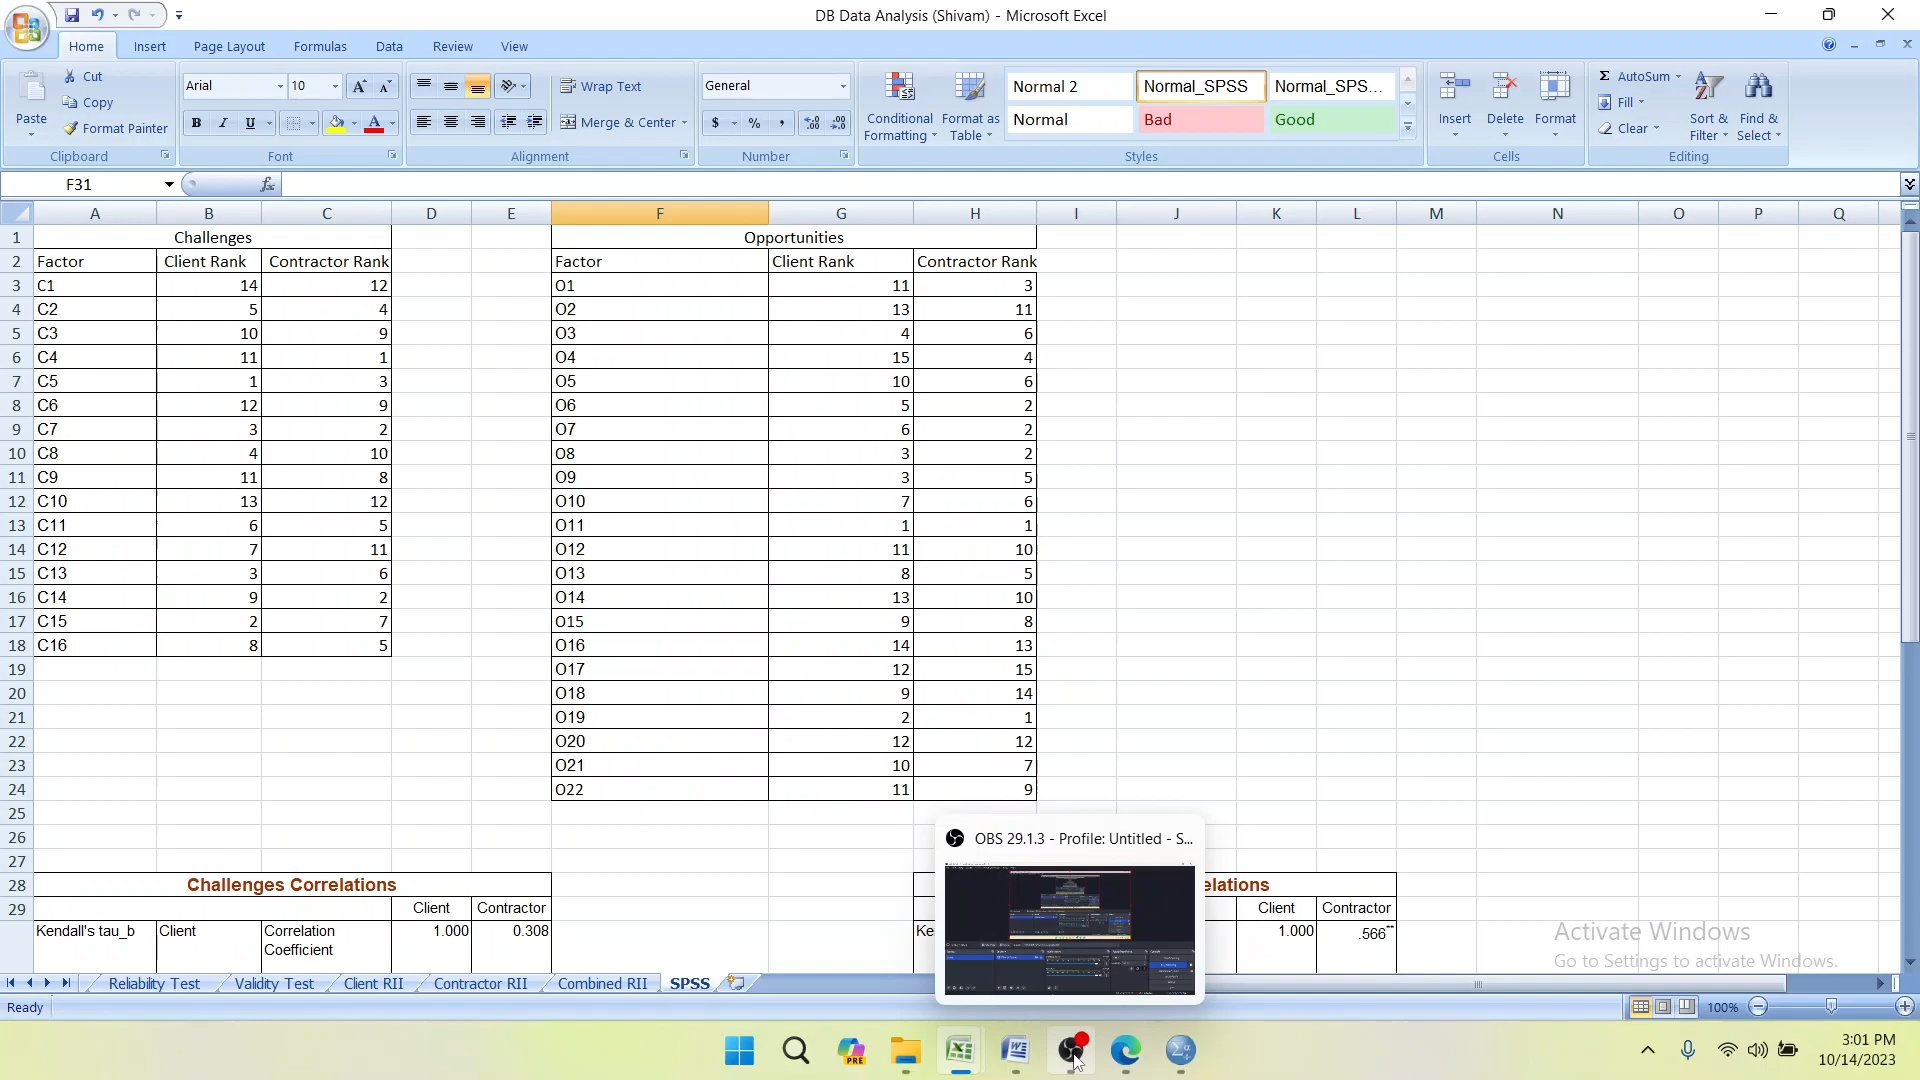 DB Data Analysis (Shivam) - Microsoft Excel
Home Insert Page Layout Formulas Data Review View
Paste Cut Copy Format Painter Clipboard
Arial 10 B I U A Font
Wrap Text Merge & Center Alignment
General $ % , Number
Conditional Formatting Format as Table
Normal 2 Normal_SPSS Normal_SPS...
Normal Bad Good
Styles
Insert Delete Format Cells
Σ AutoSum Fill Clear Sort & Filter Find & Select Editing
F31 fx
A B C D E F G H I J K L M N O P Q
1 Challenges Opportunities
2 Factor Client Rank Contractor Rank Factor Client Rank Contractor Rank
3 C1 14 12 O1 11 3
4 C2 5 4 O2 13 11
5 C3 10 9 O3 4 6
6 C4 11 1 O4 15 4
7 C5 1 3 O5 10 6
8 C6 12 9 O6 5 2
9 C7 3 2 O7 6 2
10 C8 4 10 O8 3 2
11 C9 11 8 O9 3 5
12 C10 13 12 O10 7 6
13 C11 6 5 O11 1 1
14 C12 7 11 O12 11 10
15 C13 3 6 O13 8 5
16 C14 9 2 O14 13 10
17 C15 2 7 O15 9 8
18 C16 8 5 O16 14 13
19 O17 12 15
20 O18 9 14
21 O19 2 1
22 O20 12 12
23 O21 10 7
24 O22 11 9
25
26
27
OBS 29.1.3 - Profile: Untitled - S...
28 Challenges Correlations elations
29 Client Contractor Client Contractor
Kendall's tau_b Client Correlation Coefficient 1.000 0.308 Ke 1.000 .566**
Activate Windows
Go to Settings to activate Windows.
Reliability Test Validity Test Client RII Contractor RII Combined RII SPSS
Ready 100%
PRE
3:01 PM
10/14/2023